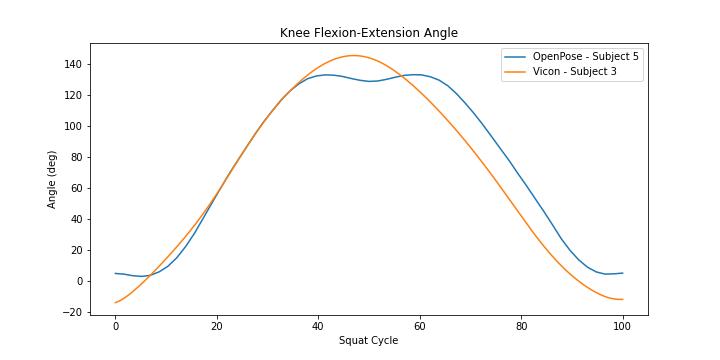 Knee Flexion-Extension Angle
OpenPose - Subject 5
Vicon - Subject 3
140
120
100
80
60
40
20
0
−20
Angle (deg)
0 20 40 60 80 100
Squat Cycle